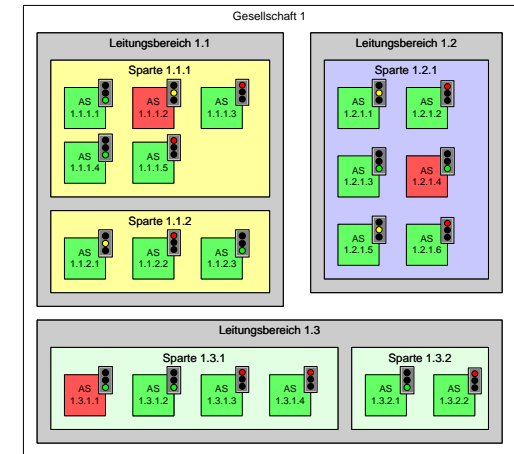 Gesellschaft 1
Leitungsbereich 1.1
Sparte 1.1.1
AS
1.1.1.1
AS
1.1.1.2
AS
1.1.1.3
AS
1.1.1.4
AS
1.1.1.5
Sparte 1.1.2
AS
1.1.2.1
AS
1.1.2.2
AS
1.1.2.3
Leitungsbereich 1.2
Sparte 1.2.1
AS
1.2.1.1
AS
1.2.1.2
AS
1.2.1.3
AS
1.2.1.4
AS
1.2.1.5
AS
1.2.1.6
Leitungsbereich 1.3
Sparte 1.3.1
AS
1.3.1.1
AS
1.3.1.2
AS
1.3.1.3
AS
1.3.1.4
Sparte 1.3.2
AS
1.3.2.1
AS
1.3.2.2